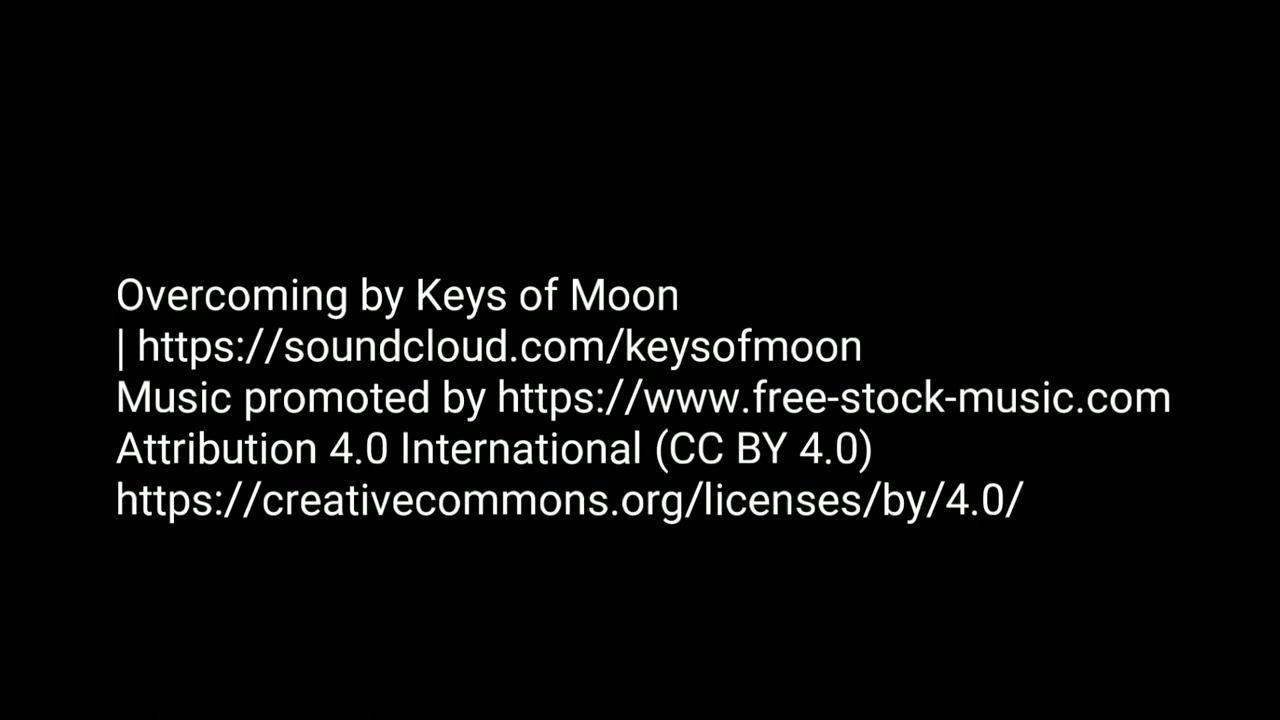 Overcoming by Keys of Moon
| https://soundcloud.com/keysofmoon
Music promoted by https://www.free-stock-music.com
Attribution 4.0 International (CC BY 4.0)
https://creativecommons.org/licenses/by/4.0/